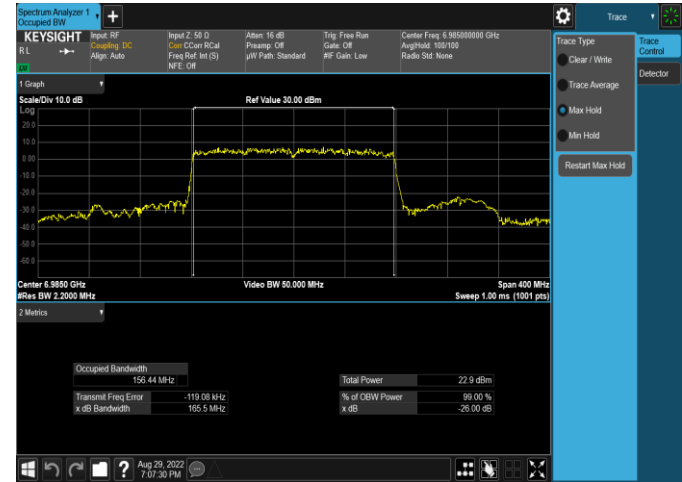 Spectrum Analyzer 1
Occupied BW
Trace
KEYSIGHT
R L
Input: RF
Coupling: DC
Align: Auto
Input Z: 50 Ω
Corr CCorr RCal
Freq Ref: Int (S)
NFE: Off
Atten: 16 dB
Preamp: Off
µW Path: Standard
Trig: Free Run
Gate: Off
#IF Gain: Low
Center Freq: 6.985000000 GHz
Avg|Hold: 100/100
Radio Std: None
Trace Type
Clear / Write
Trace Average
Max Hold
Min Hold
Restart Max Hold
Trace
Control
Detector
1 Graph
Scale/Div 10.0 dB
Ref Value 30.00 dBm
Log
20.0
10.0
0.00
-10.0
-20.0
-30.0
-40.0
-50.0
-60.0
Center 6.9850 GHz
Video BW 50.000 MHz
Span 400 MHz
#Res BW 2.2000 MHz
Sweep 1.00 ms (1001 pts)
2 Metrics
Occupied Bandwidth
156.44 MHz
Total Power 22.9 dBm
Transmit Freq Error -119.08 kHz
% of OBW Power 99.00 %
x dB Bandwidth 165.5 MHz
x dB -26.00 dB
Aug 29, 2022
7:07:30 PM